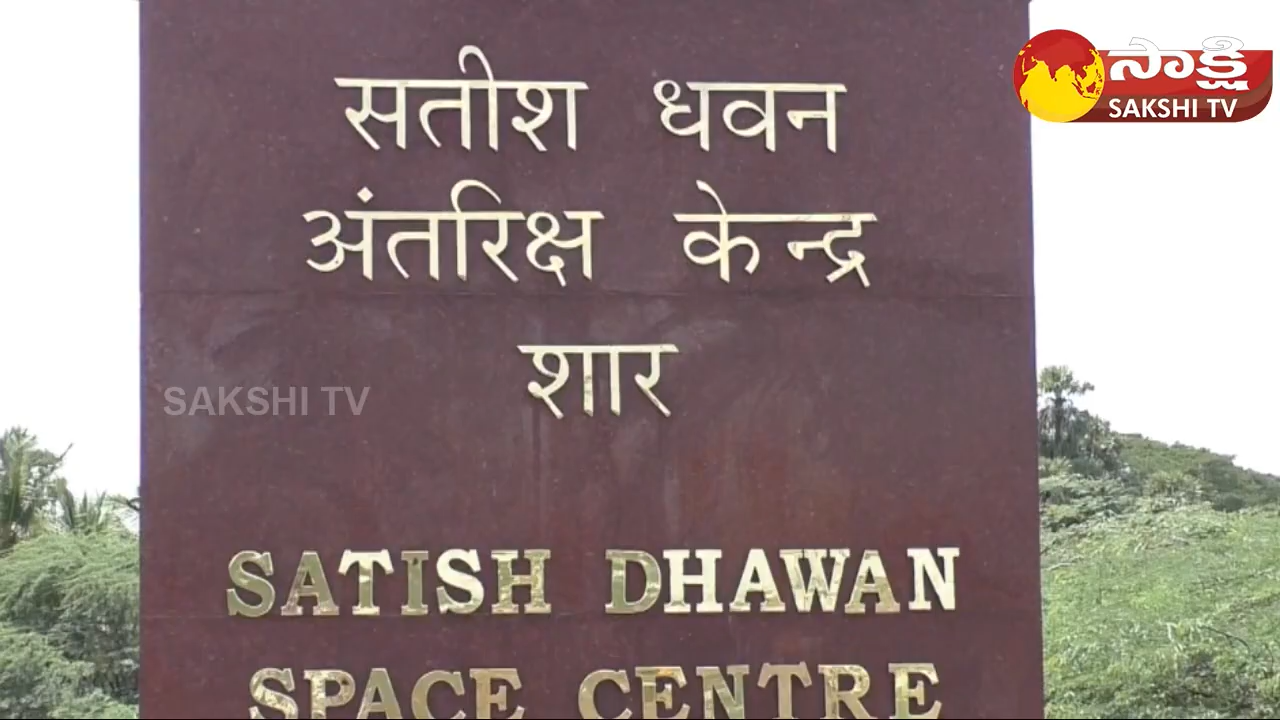 साक्षి
SAKSHI TV
सतीश धवन
अंतरिक्ष केन्द्र
शार
SAKSHI TV
SATISH DHAWAN
SPACE CENTRE